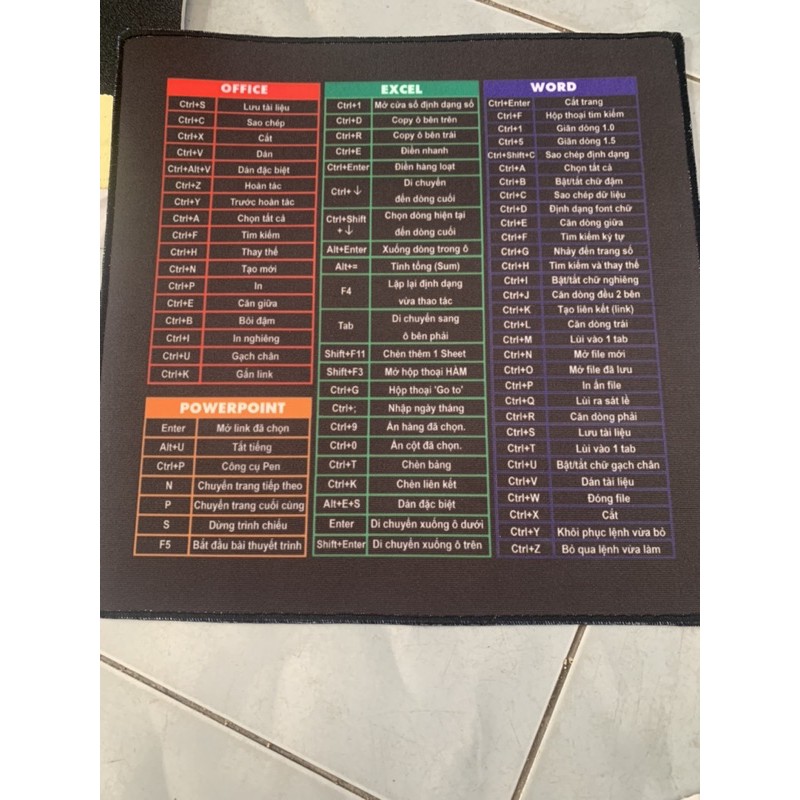 OFFICE
Ctrl+S Lưu tài liệu
Ctrl+C Sao chép
Ctrl+X Cắt
Ctrl+V Dán
Ctrl+Alt+V Dán đặc biệt
Ctrl+Z Hoàn tác
Ctrl+Y Trước hoàn tác
Ctrl+A Chọn tất cả
Ctrl+F Tìm kiếm
Ctrl+H Thay thế
Ctrl+N Tạo mới
Ctrl+P In
Ctrl+E Căn giữa
Ctrl+B Bôi đậm
Ctrl+I In nghiêng
Ctrl+U Gạch chân
Ctrl+K Gắn link
POWERPOINT
Enter Mở link đã chọn
Alt+U Tắt tiếng
Ctrl+P Công cụ Pen
N Chuyển trang tiếp theo
P Chuyển trang cuối cùng
S Dừng trình chiếu
F5 Bắt đầu bài thuyết trình
EXCEL
Ctrl+1 Mở cửa sổ định dạng số
Ctrl+D Copy ô bên trên
Ctrl+R Copy ô bên trái
Ctrl+E Điền nhanh
Ctrl+Enter Điền hàng loạt
Ctrl+ ↓ Di chuyển
đến dòng cuối
Ctrl+Shift Chọn dòng hiện tại
+ ↓ đến dòng cuối
Alt+Enter Xuống dòng trong ô
Alt+= Tính tổng (Sum)
F4 Lặp lại định dạng
vừa thao tác
Tab Di chuyển sang
ô bên phải
Shift+F11 Chèn thêm 1 Sheet
Shift+F3 Mở hộp thoại HÀM
Ctrl+G Hộp thoại 'Go to'
Ctrl+; Nhập ngày tháng
Ctrl+9 Ẩn hàng đã chọn.
Ctrl+0 Ẩn cột đã chọn.
Ctrl+T Chèn bảng
Ctrl+K Chèn liên kết
Alt+E+S Dán đặc biệt
Enter Di chuyển xuống ô dưới
Shift+Enter Di chuyển xuống ô trên
WORD
Ctrl+Enter Cắt trang
Ctrl+F Hộp thoại tìm kiếm
Ctrl+1 Giãn dòng 1.0
Ctrl+5 Giãn dòng 1.5
Ctrl+Shift+C Sao chép định dạng
Ctrl+A Chọn tất cả
Ctrl+B Bật/tắt chữ đậm
Ctrl+C Sao chép dữ liệu
Ctrl+D Định dạng font chữ
Ctrl+E Căn dòng giữa
Ctrl+F Tìm kiếm ký tự
Ctrl+G Nhảy đến trang số
Ctrl+H Tìm kiếm và thay thế
Ctrl+I Bật/tắt chữ nghiêng
Ctrl+J Căn dòng đều 2 bên
Ctrl+K Tạo liên kết (link)
Ctrl+L Căn dòng trái
Ctrl+M Lùi vào 1 tab
Ctrl+N Mở file mới
Ctrl+O Mở file đã lưu
Ctrl+P In ấn file
Ctrl+Q Lùi ra sát lề
Ctrl+R Căn dòng phải
Ctrl+S Lưu tài liệu
Ctrl+T Lùi vào 1 tab
Ctrl+U Bật/tắt chữ gạch chân
Ctrl+V Dán tài liệu
Ctrl+W Đóng file
Ctrl+X Cắt
Ctrl+Y Khôi phục lệnh vừa bỏ
Ctrl+Z Bỏ qua lệnh vừa làm